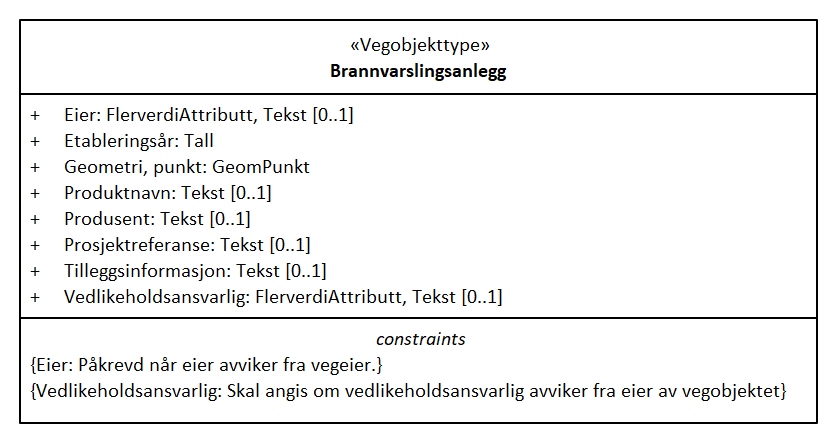 «Vegobjekttype»
Brannvarslingsanlegg
+ Eier: FlerverdiAttributt, Tekst [0..1]
+ Etableringsår: Tall
+ Geometri, punkt: GeomPunkt
+ Produktnavn: Tekst [0..1]
+ Produsent: Tekst [0..1]
+ Prosjektreferanse: Tekst [0..1]
+ Tilleggsinformasjon: Tekst [0..1]
+ Vedlikeholdsansvarlig: FlerverdiAttributt, Tekst [0..1]
constraints
{Eier: Påkrevd når eier avviker fra vegeier.}
{Vedlikeholdsansvarlig: Skal angis om vedlikeholdsansvarlig avviker fra eier av vegobjektet}